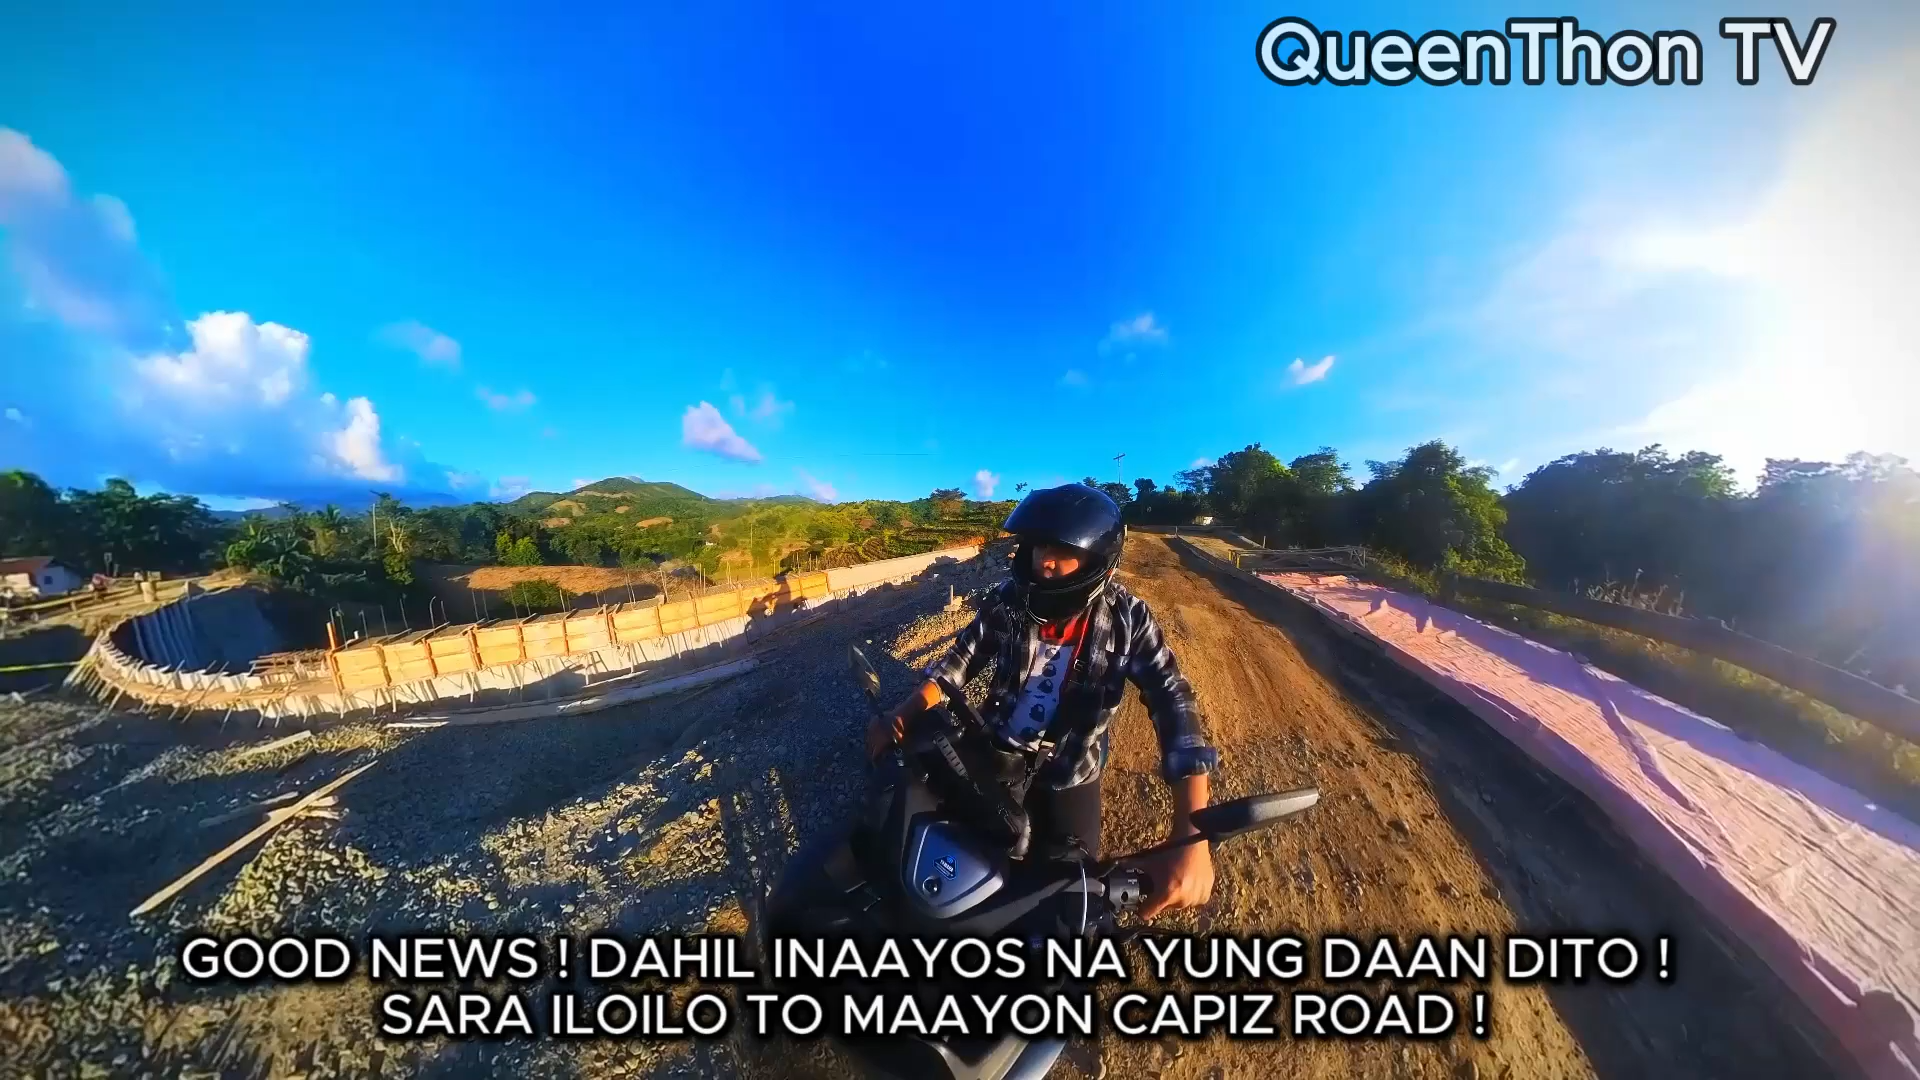 QueenThon TV
GOOD NEWS ! DAHIL INAAYOS NA YUNG DAAN DITO !
SARA ILOILO TO MAAYON CAPIZ ROAD !